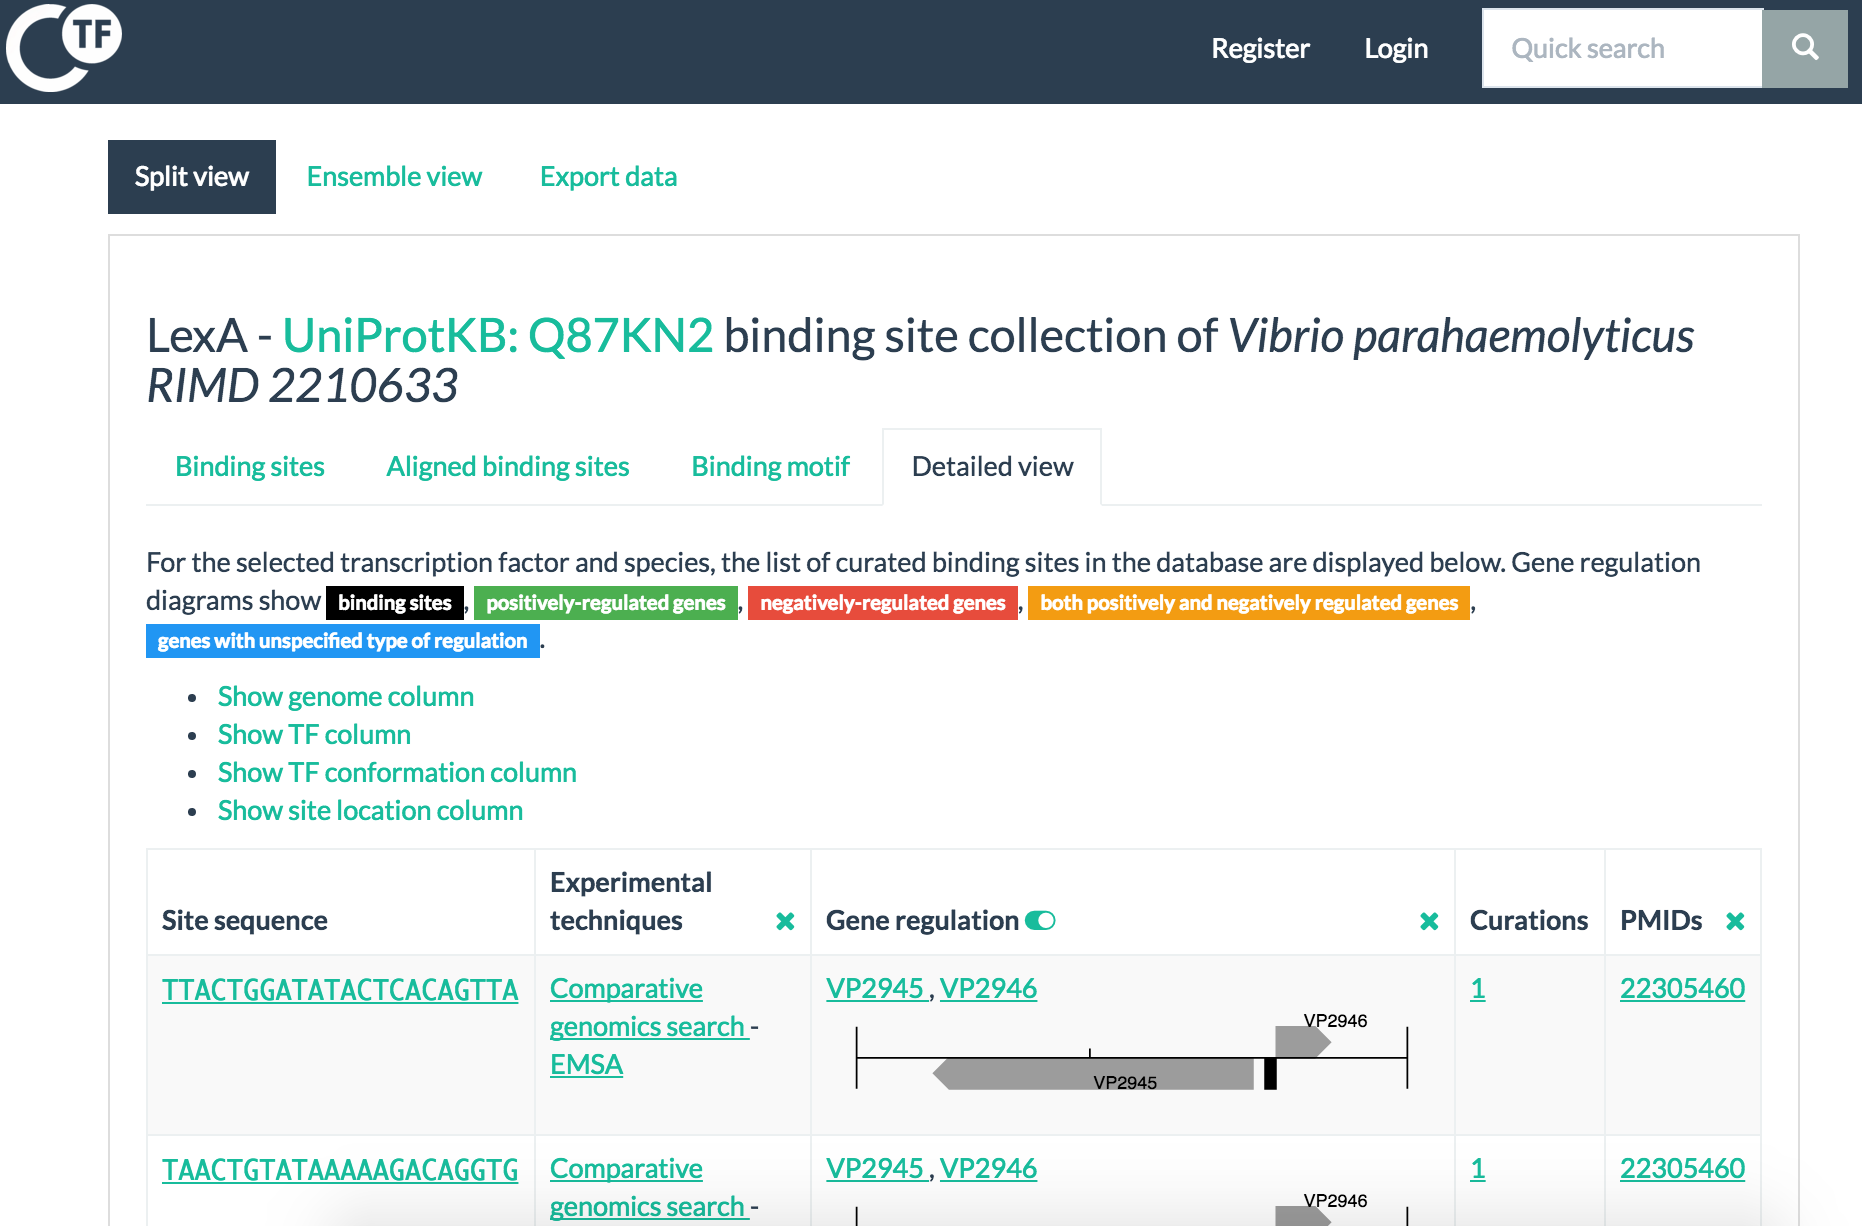 TF
Register Login Quick search
Split view Ensemble view Export data
LexA - UniProtKB: Q87KN2 binding site collection of Vibrio parahaemolyticus
RIMD 2210633
Binding sites Aligned binding sites Binding motif Detailed view
For the selected transcription factor and species, the list of curated binding sites in the database are displayed below. Gene regulation
diagrams show binding sites, positively-regulated genes, negatively-regulated genes, both positively and negatively regulated genes,
genes with unspecified type of regulation.
• Show genome column
• Show TF column
• Show TF conformation column
• Show site location column
Site sequence Experimental techniques Gene regulation Curations PMIDs
TTACTGGATATACTCACAGTTA Comparative genomics search - EMSA VP2945 , VP2946 1 22305460
VP2946
VP2945
TAACTGTATAAAAAGACAGGTG Comparative genomics search - VP2945 , VP2946 1 22305460
VP2946